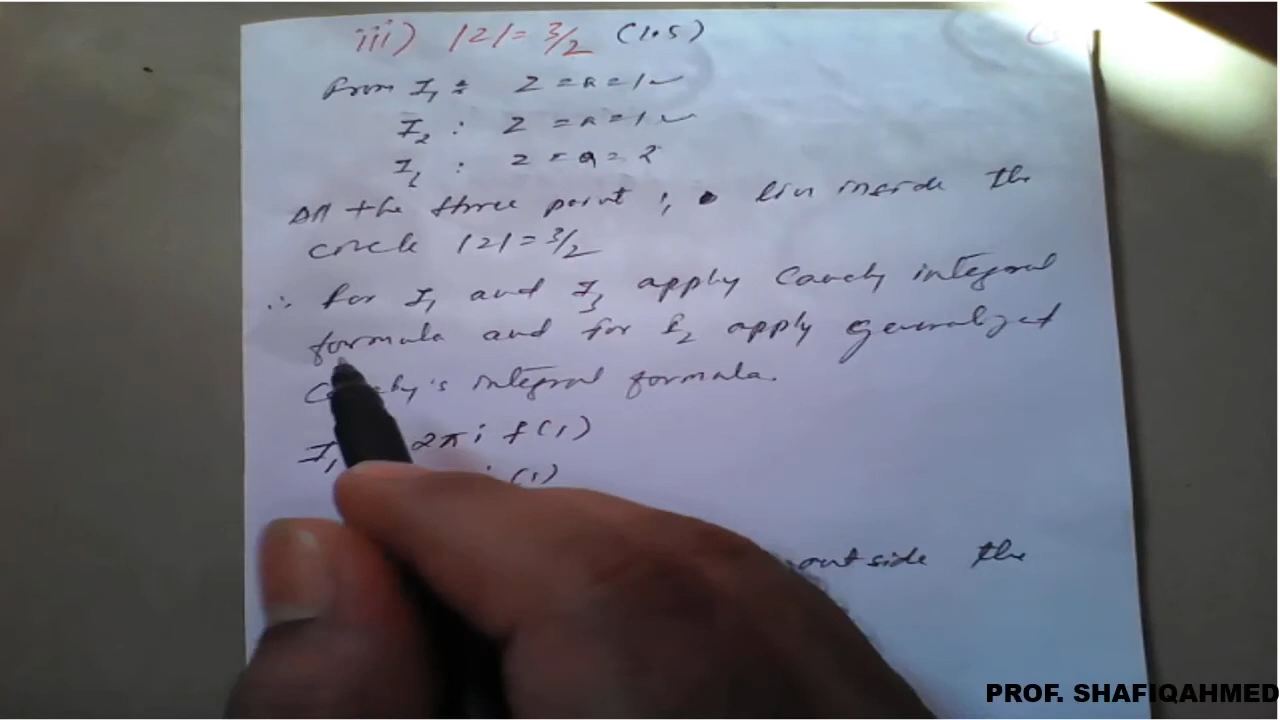 iii) |z| = 3/2 (1.5)
From I₁ : z = a = 1 ✓
I₂ : z = a = 1 ✓
I₃ : z = a = 2
All the three point lies inside the
circle |z| = 3/2
∴ for I₁ and I₃ apply Cauchy integral
formula and for I₂ apply generalized
Cauchy's integral formula.
I₁ 2πi f(1)
i (1)
outside the
PROF. SHAFIQAHMED